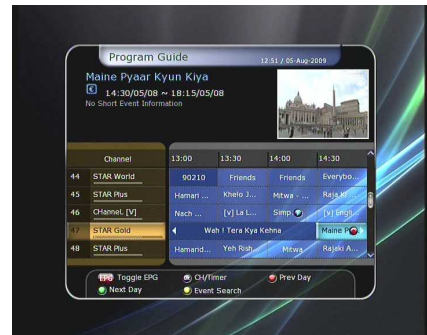 Program Guide
12:51 / 05-Aug-2009
Maine Pyaar Kyun Kiya
14:30/05/08 ~ 18:15/05/08
No Short Event Information
Channel 13:00 13:30 14:00 14:30
44 STAR World 90210 Friends Friends Everybo...
45 STAR Plus Hamari ... Khelo J... Mitwa - ... Raja Ki ...
46 CHannel [V] Nach ... [v] La L... Simp. [v] Engli...
47 STAR Gold Wah ! Tera Kya Kehna Maine P
48 STAR Plus Hamarid... Yeh Rish... Mitwa Rajaki A...
EPG Toggle EPG CH/Timer Prev Day
Next Day Event Search